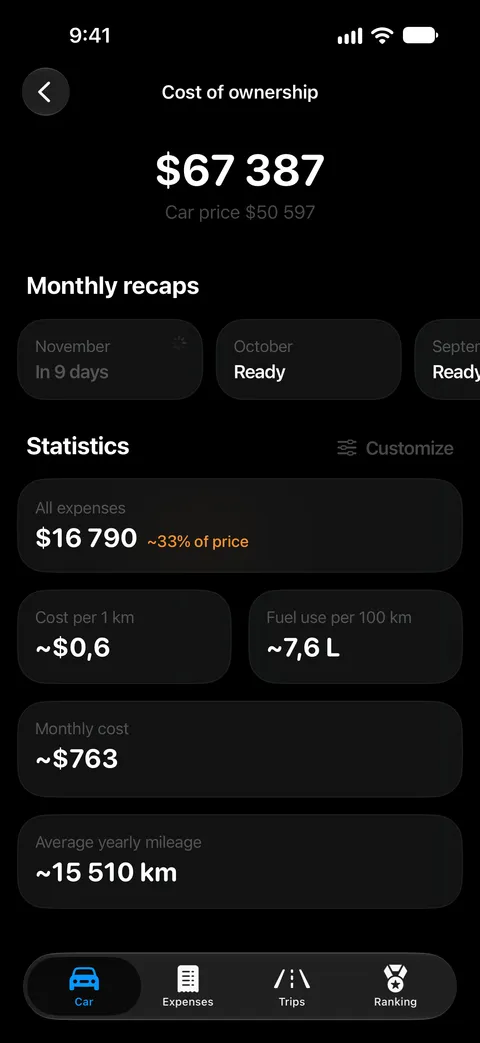 9:41
Cost of ownership
$67 387
Car price $50 597
Monthly recaps
November
In 9 days
October
Ready
Septer
Ready
Statistics
Customize
All expenses
$16 790 ~33% of price
Cost per 1 km
~$0,6
Fuel use per 100 km
~7,6 L
Monthly cost
~$763
Average yearly mileage
~15 510 km
Car
Expenses
Trips
Ranking